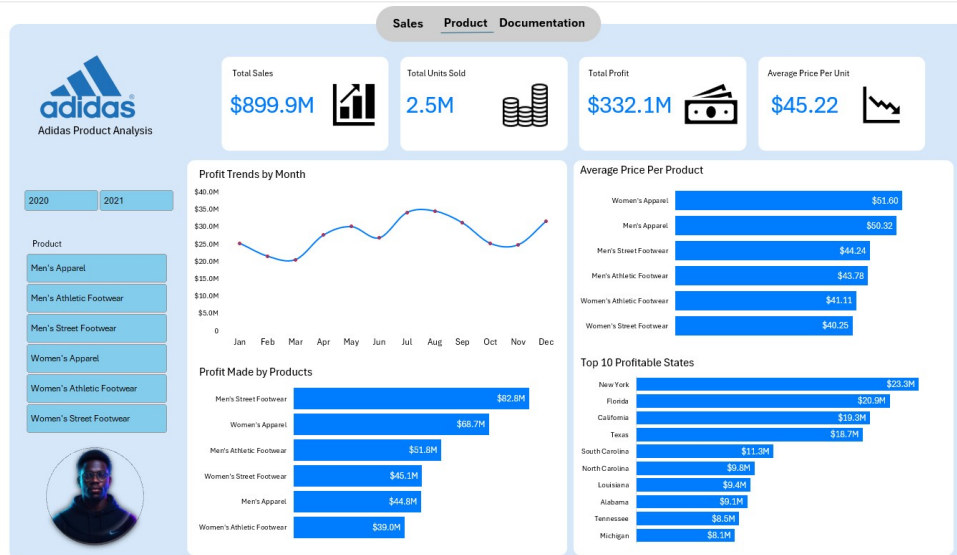 Sales Product Documentation
adidas
Adidas Product Analysis
Total Sales
$899.9M
Total Units Sold
2.5M
Total Profit
$332.1M
Average Price Per Unit
$45.22
2020 2021
Product
Men's Apparel
Men's Athletic Footwear
Men's Street Footwear
Women's Apparel
Women's Athletic Footwear
Women's Street Footwear
Profit Trends by Month
$40.0M
$35.0M
$30.0M
$25.0M
$20.0M
$15.0M
$10.0M
$5.0M
0
Jan Feb Mar Apr May Jun Jul Aug Sep Oct Nov Dec
Profit Made by Products
Men's Street Footwear $82.8M
Women's Apparel $68.7M
Men's Athletic Footwear $51.8M
Women's Street Footwear $45.1M
Men's Apparel $44.8M
Women's Athletic Footwear $39.0M
Average Price Per Product
Women's Apparel $51.60
Men's Apparel $50.32
Men's Street Footwear $44.24
Men's Athletic Footwear $43.78
Women's Athletic Footwear $41.11
Women's Street Footwear $40.25
Top 10 Profitable States
New York $23.3M
Florida $20.9M
California $19.3M
Texas $18.7M
South Carolina $11.3M
North Carolina $9.8M
Louisiana $9.4M
Alabama $9.1M
Tennessee $8.5M
Michigan $8.1M